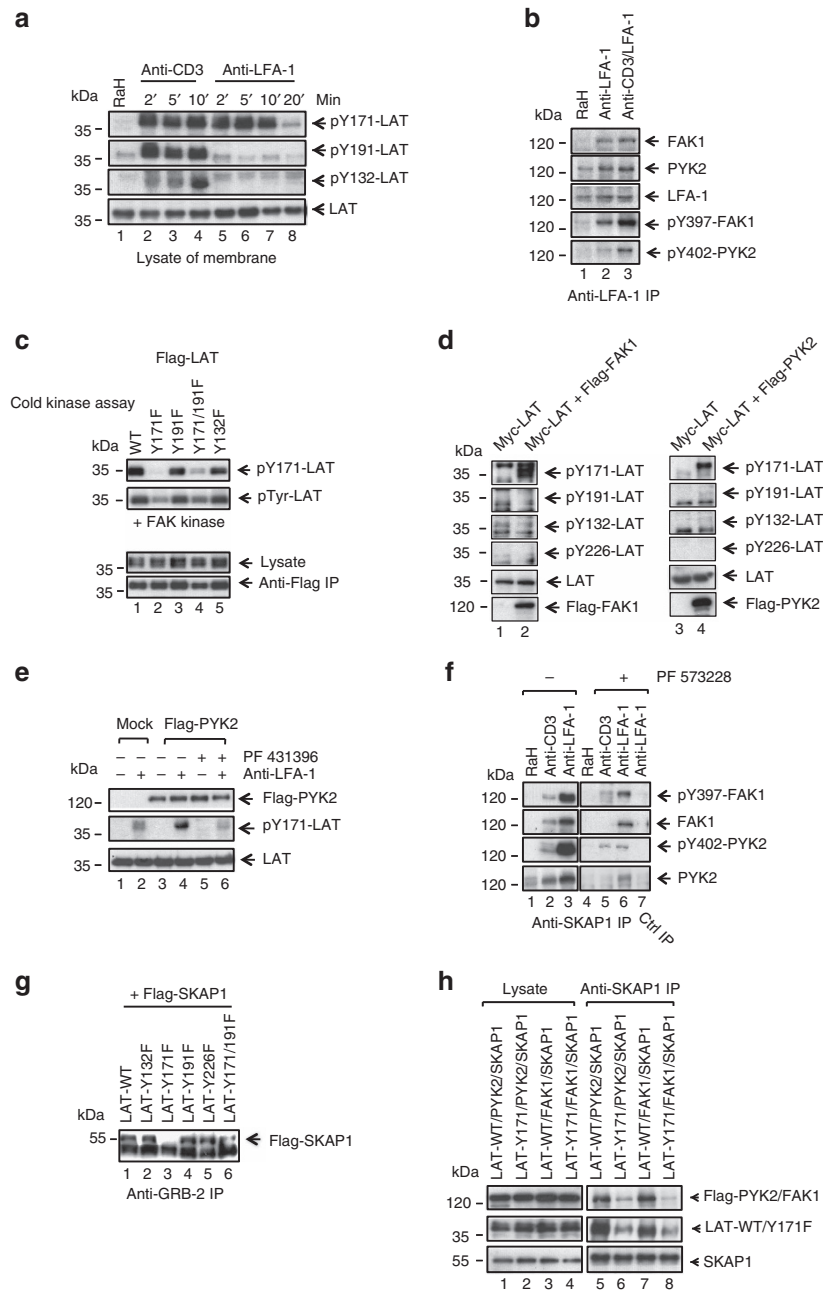 a
Anti-CD3 Anti-LFA-1
kDa RaH 2′ 5′ 10′ 2′ 5′ 10′ 20′ Min
35 pY171-LAT
35 pY191-LAT
35 pY132-LAT
35 LAT
1 2 3 4 5 6 7 8
Lysate of membrane
b
RaH Anti-LFA-1 Anti-CD3/LFA-1
kDa
120 FAK1
120 PYK2
120 LFA-1
120 pY397-FAK1
120 pY402-PYK2
1 2 3
Anti-LFA-1 IP
c
Flag-LAT
Cold kinase assay
kDa WT Y171F Y191F Y171/191F Y132F
35 pY171-LAT
35 pTyr-LAT
+ FAK kinase
35 Lysate
35 Anti-Flag IP
1 2 3 4 5
d
Myc-LAT Myc-LAT + Flag-FAK1
kDa
35 pY171-LAT
35 pY191-LAT
35 pY132-LAT
35 pY226-LAT
35 LAT
120 Flag-FAK1
1 2
Myc-LAT Myc-LAT + Flag-PYK2
pY171-LAT
pY191-LAT
pY132-LAT
pY226-LAT
LAT
Flag-PYK2
3 4
e
Mock Flag-PYK2
– – – – + + PF 431396
– + – + – + Anti-LFA-1
kDa
120 Flag-PYK2
35 pY171-LAT
35 LAT
1 2 3 4 5 6
f
– + PF 573228
kDa RaH Anti-CD3 Anti-LFA-1 RaH Anti-CD3 Anti-LFA-1 Anti-LFA-1
120 pY397-FAK1
120 FAK1
120 pY402-PYK2
120 PYK2
1 2 3 4 5 6 7
Anti-SKAP1 IP Ctrl IP
g
+ Flag-SKAP1
LAT-WT LAT-Y132F LAT-Y171F LAT-Y191F LAT-Y226F LAT-Y171/191F
kDa
55 Flag-SKAP1
1 2 3 4 5 6
Anti-GRB-2 IP
h
Lysate Anti-SKAP1 IP
LAT-WT/PYK2/SKAP1 LAT-Y171/PYK2/SKAP1 LAT-WT/FAK1/SKAP1 LAT-Y171/FAK1/SKAP1 LAT-WT/PYK2/SKAP1 LAT-Y171/PYK2/SKAP1 LAT-WT/FAK1/SKAP1 LAT-Y171/FAK1/SKAP1
kDa
120 Flag-PYK2/FAK1
35 LAT-WT/Y171F
55 SKAP1
1 2 3 4 5 6 7 8